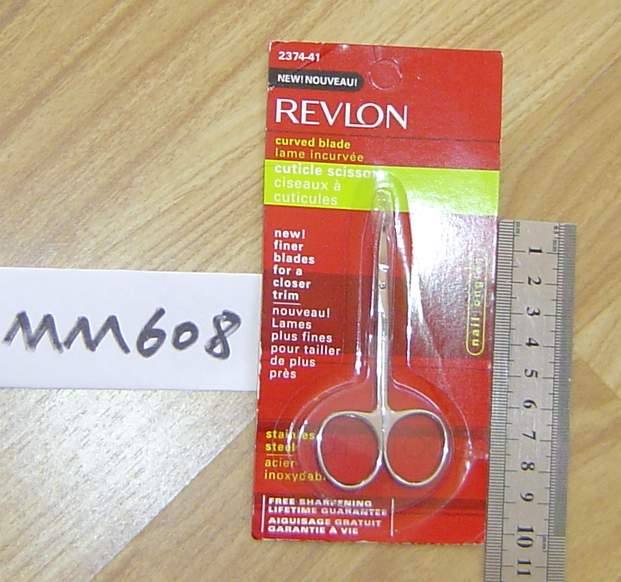 2374-41
NEW! NOUVEAU!
REVLON
curved blade
lame incurvée
cuticle scissors
ciseaux à
cuticules
new!
finer
blades
for a
closer
trim
nouveau!
Lames
plus fines
pour tailler
de plus
près
nail
stainless
steel
acier
inoxydab
FREE SHARPENING
LIFETIME GUARANTEE
AIGUISAGE GRATUIT
GARANTIE À VIE
MM608
1
2
3
4
5
6
7
8
9
10
11